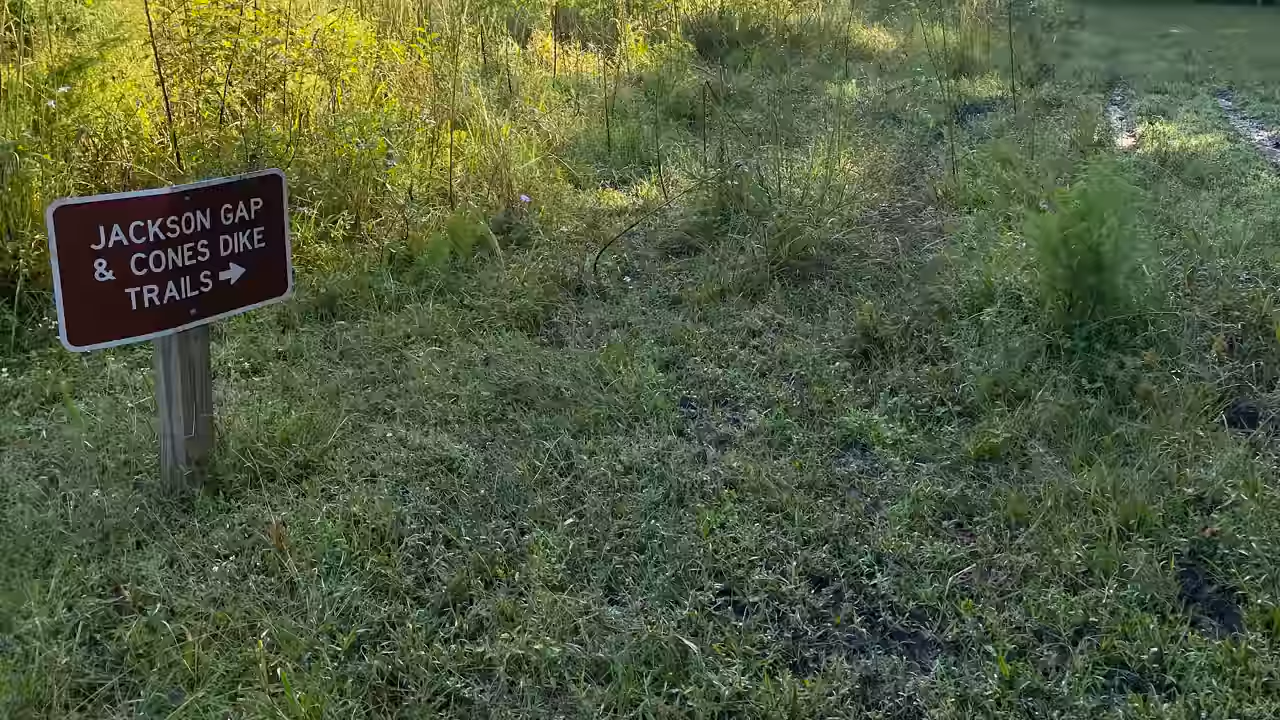 JACKSON GAP
& CONES DIKE
TRAILS →